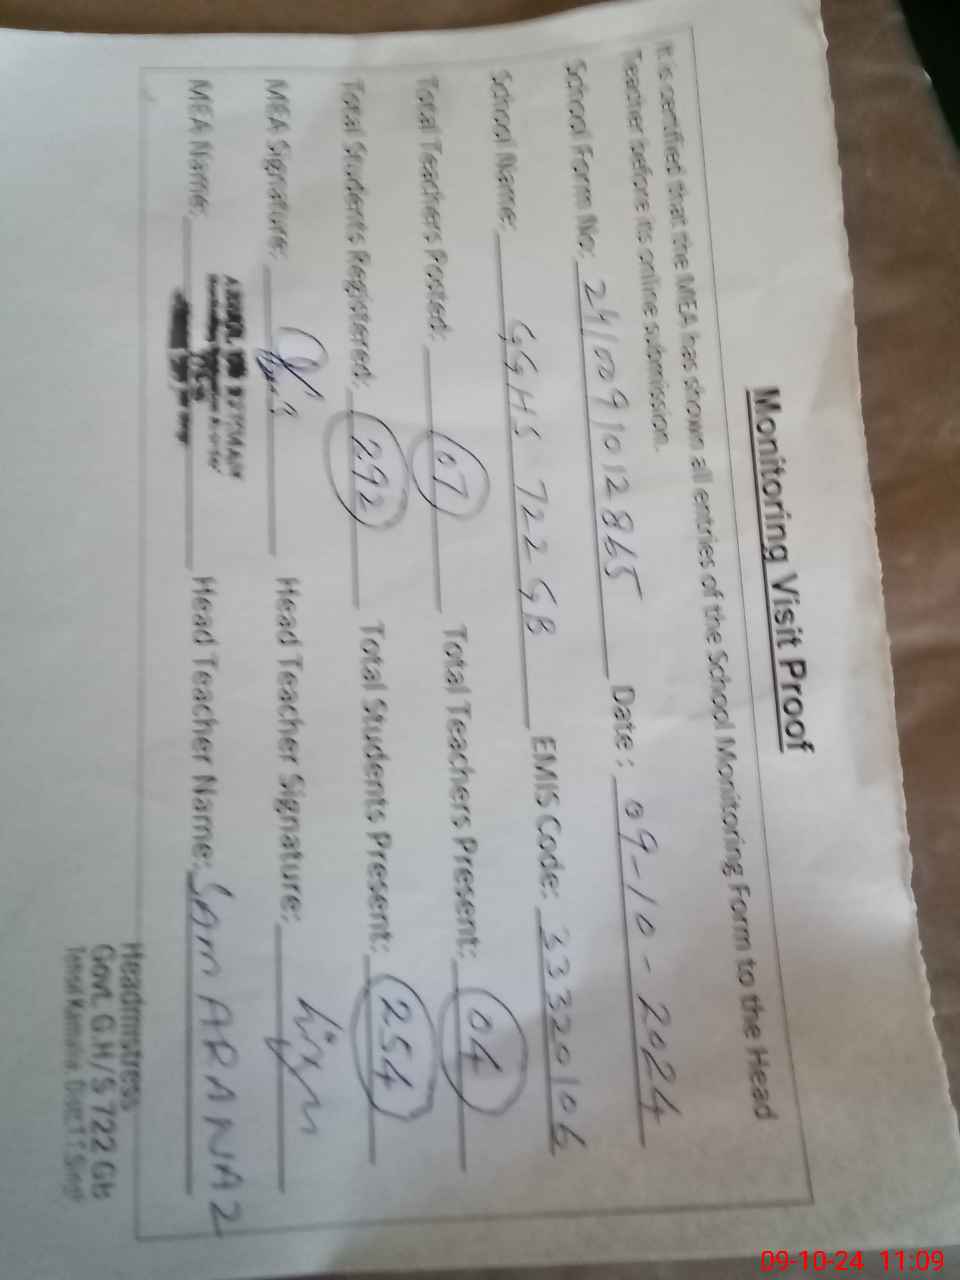 Monitoring Visit Proof
It is certified that the MEA has shown all entries of the School Monitoring Form to the Head
Teacher before its online submission.
School Form No: 2410091012865 Date : 09-10-2024
School Name: GGHS 722 GB EMIS Code: 33320106
Total Teachers Posted: 07 Total Teachers Present: 04
Total Students Registered: 292 Total Students Present: 254
MEA Signature: Head Teacher Signature:
MEA Name: Head Teacher Name: SAMARANAZ
Headmistress
Govt. G.H/S 722 Gb
09-10-24 11:09